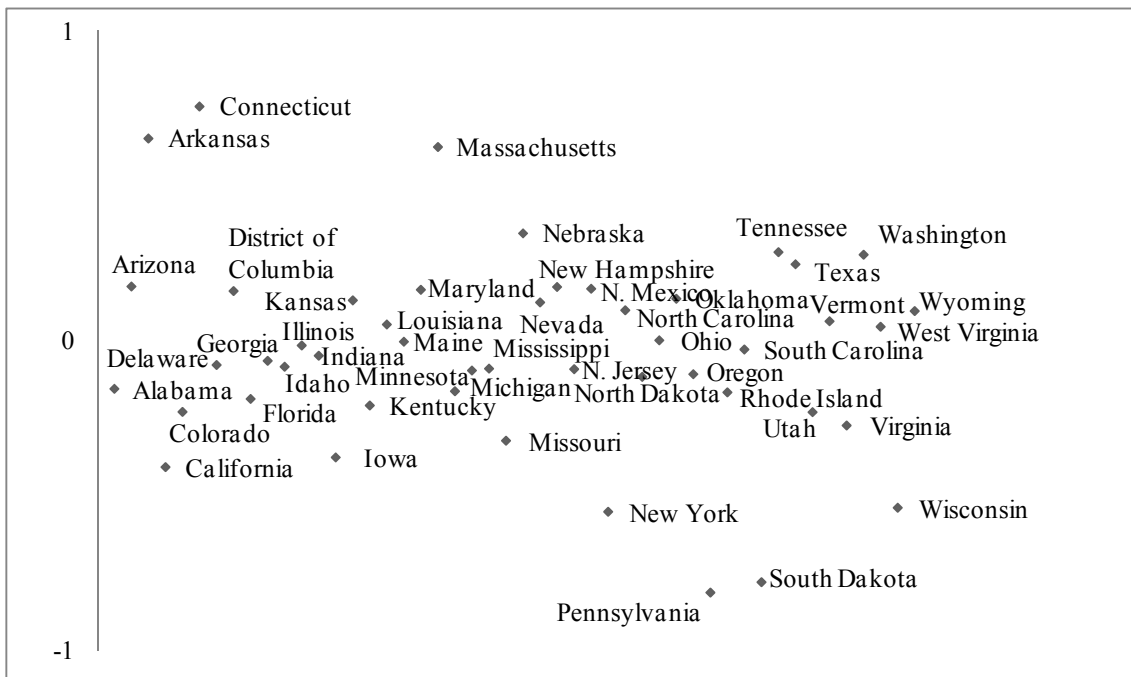 1
Connecticut
Arkansas
Massachusetts
Tennessee
Nebraska
Washington
District of
Columbia
Arizona
New Hampshire
Texas
Maryland
N. Mexico
Kansas
Oklahoma
Vermont
Wyoming
North Carolina
Louisiana
Nevada
Illinois
West Virginia
0
Georgia
Maine
Mississippi
Ohio
South Carolina
Delaware
Indiana
Idaho
Minnesota
N. Jersey
Oregon
Alabama
Michigan
North Dakota
Rhode Island
Florida
Kentucky
Utah
Virginia
Colorado
Missouri
California
Iowa
New York
Wisconsin
South Dakota
Pennsylvania
-1